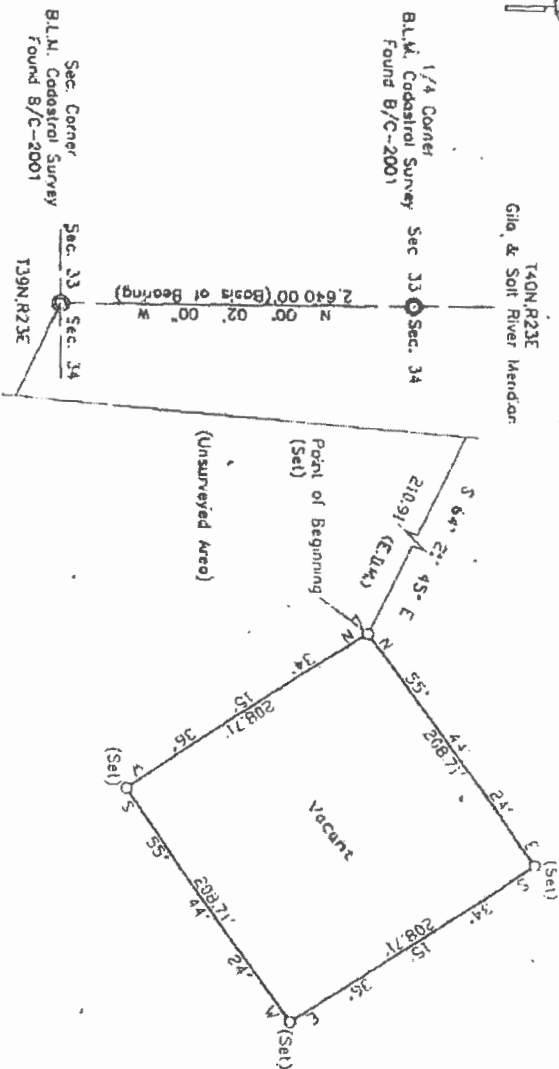 T40N,R23E
Gila & Salt River Meridian
1/4 Corner
B.L.M. Cadastral Survey
Found B/C-2001
Sec 33
Sec. 34
N 00° 02' 00" W
2,640.00' (Basis of Bearing)
Sec. Corner
B.L.M. Cadastral Survey
Found B/C-2001
Sec. 33
Sec. 34
T39N,R23E
S 64° 45" E
210.91'
Point of Beginning
(Set)
(Unsurveyed Area)
N 55° 44' 24" E
208.71'
(Set)
S 34° 15' 36" E
208.71'
(Set)
S 55° 44' 24" W
208.71'
(Set)
N 34° 15' 36" W
208.71'
Vacant